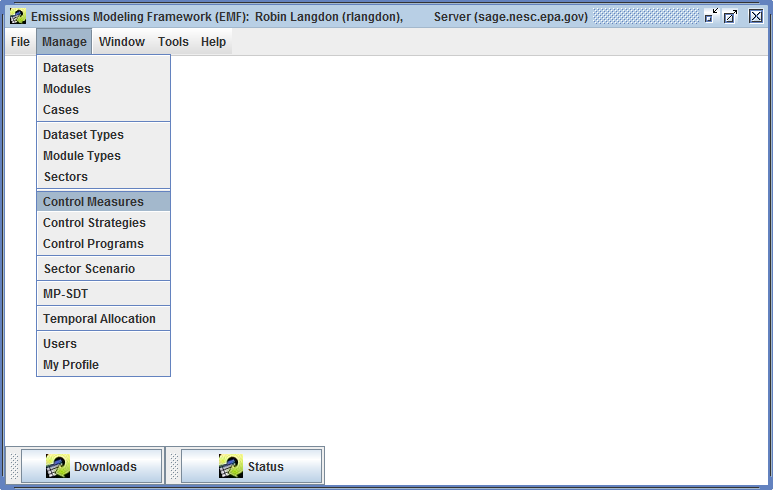 Emissions Modeling Framework (EMF): Robin Langdon (rlangdon), Server (sage.nesc.epa.gov)
File Manage Window Tools Help
Datasets
Modules
Cases
Dataset Types
Module Types
Sectors
Control Measures
Control Strategies
Control Programs
Sector Scenario
MP-SDT
Temporal Allocation
Users
My Profile
Downloads Status